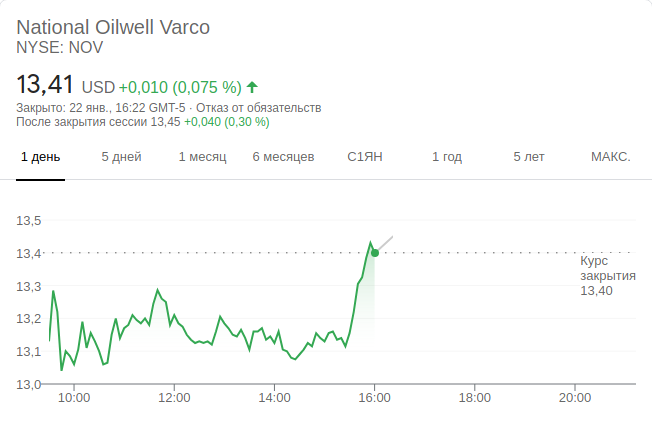 National Oilwell Varco
NYSE: NOV
13,41 USD +0,010 (0,075 %)
Закрыто: 22 янв., 16:22 GMT-5 · Отказ от обязательств
После закрытия сессии 13,45 +0,040 (0,30 %)
1 день 5 дней 1 месяц 6 месяцев С1ЯН 1 год 5 лет МАКС.
13,5
13,4
Курс
закрытия
13,40
13,3
13,2
13,1
13,0
10:00 12:00 14:00 16:00 18:00 20:00